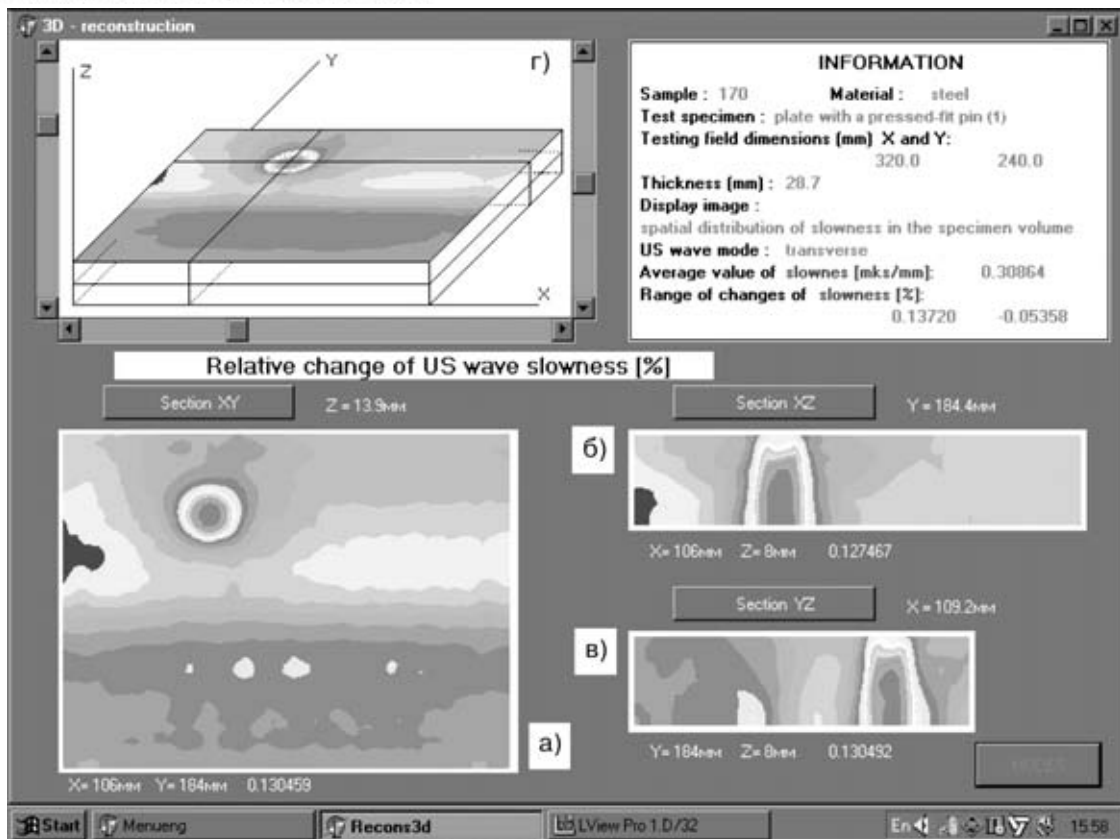 3D - reconstruction
Z
Y
г)
X
INFORMATION
Sample : 170 Material : steel
Test specimen : plate with a pressed-fit pin (1)
Testing field dimensions (mm) X and Y:
320.0 240.0
Thickness (mm) : 28.7
Display image :
spatial distribution of slowness in the specimen volume
US wave mode : transverse
Average value of slownes [mks/mm]: 0.30864
Range of changes of slowness [%]:
0.13720 -0.05358
Relative change of US wave slowness [%]
Section XY Z = 13.9мм
а)
X= 106мм Y= 184мм 0.130459
Section XZ Y = 184.4мм
б)
X= 106мм Z= 8мм 0.127467
Section YZ X = 109.2мм
в)
Y= 184мм Z= 8мм 0.130492
Start Menueng Recons3d LView Pro 1.D/32 En 15:58